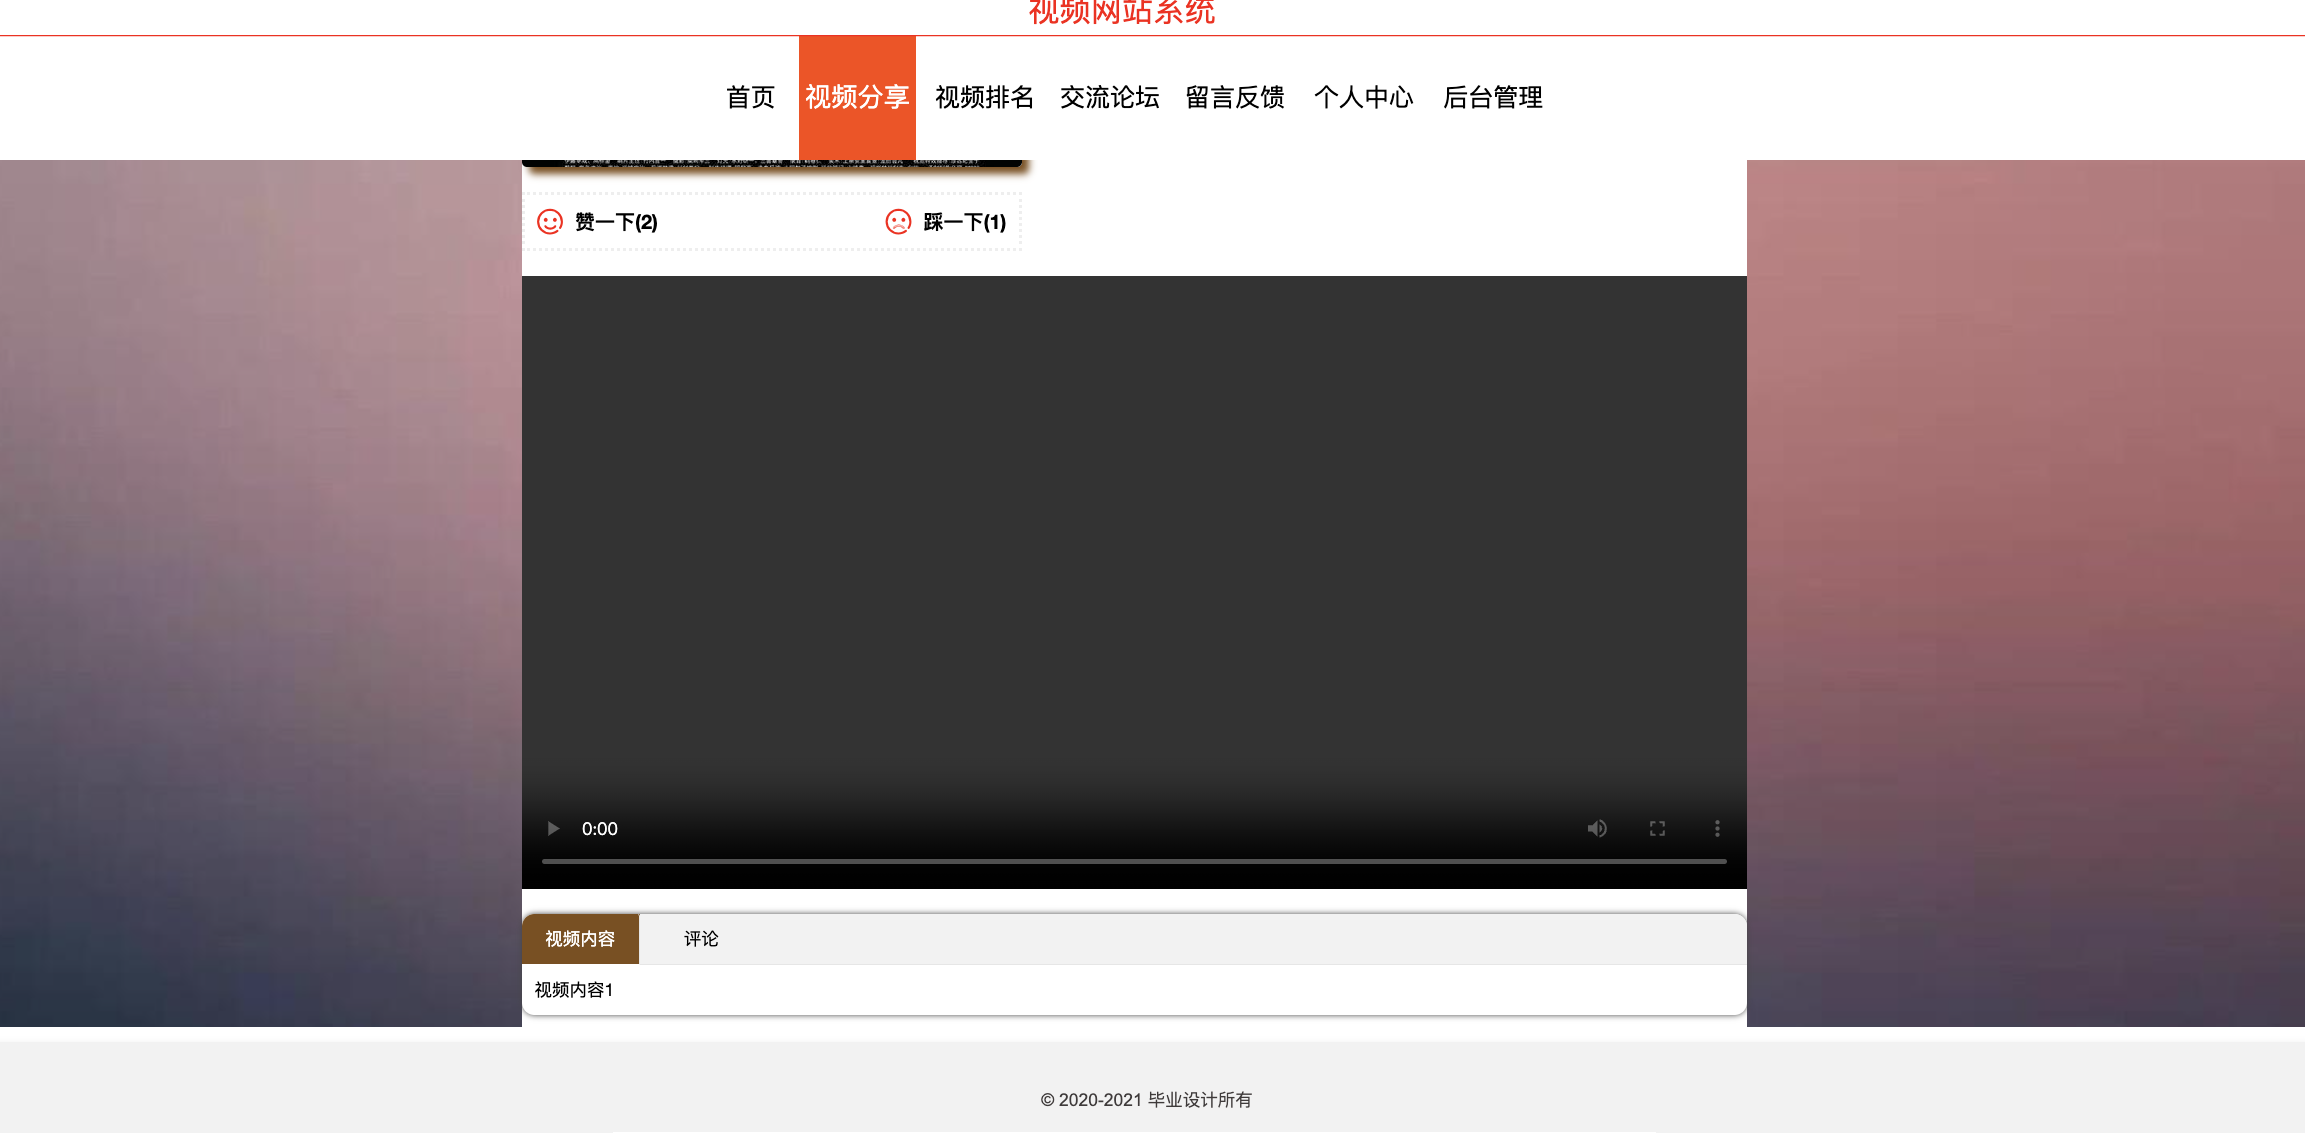 视频网站系统
首页 视频分享 视频排名 交流论坛 留言反馈 个人中心 后台管理
赞一下(2) 踩一下(1)
0:00
视频内容 评论
视频内容1
© 2020-2021 毕业设计所有